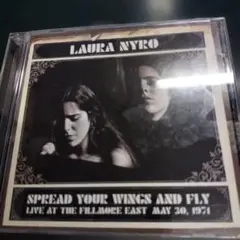 LAURA NYRO
SPREAD YOUR WINGS AND FLY
LIVE AT THE FILLMORE EAST MAY 30, 1971